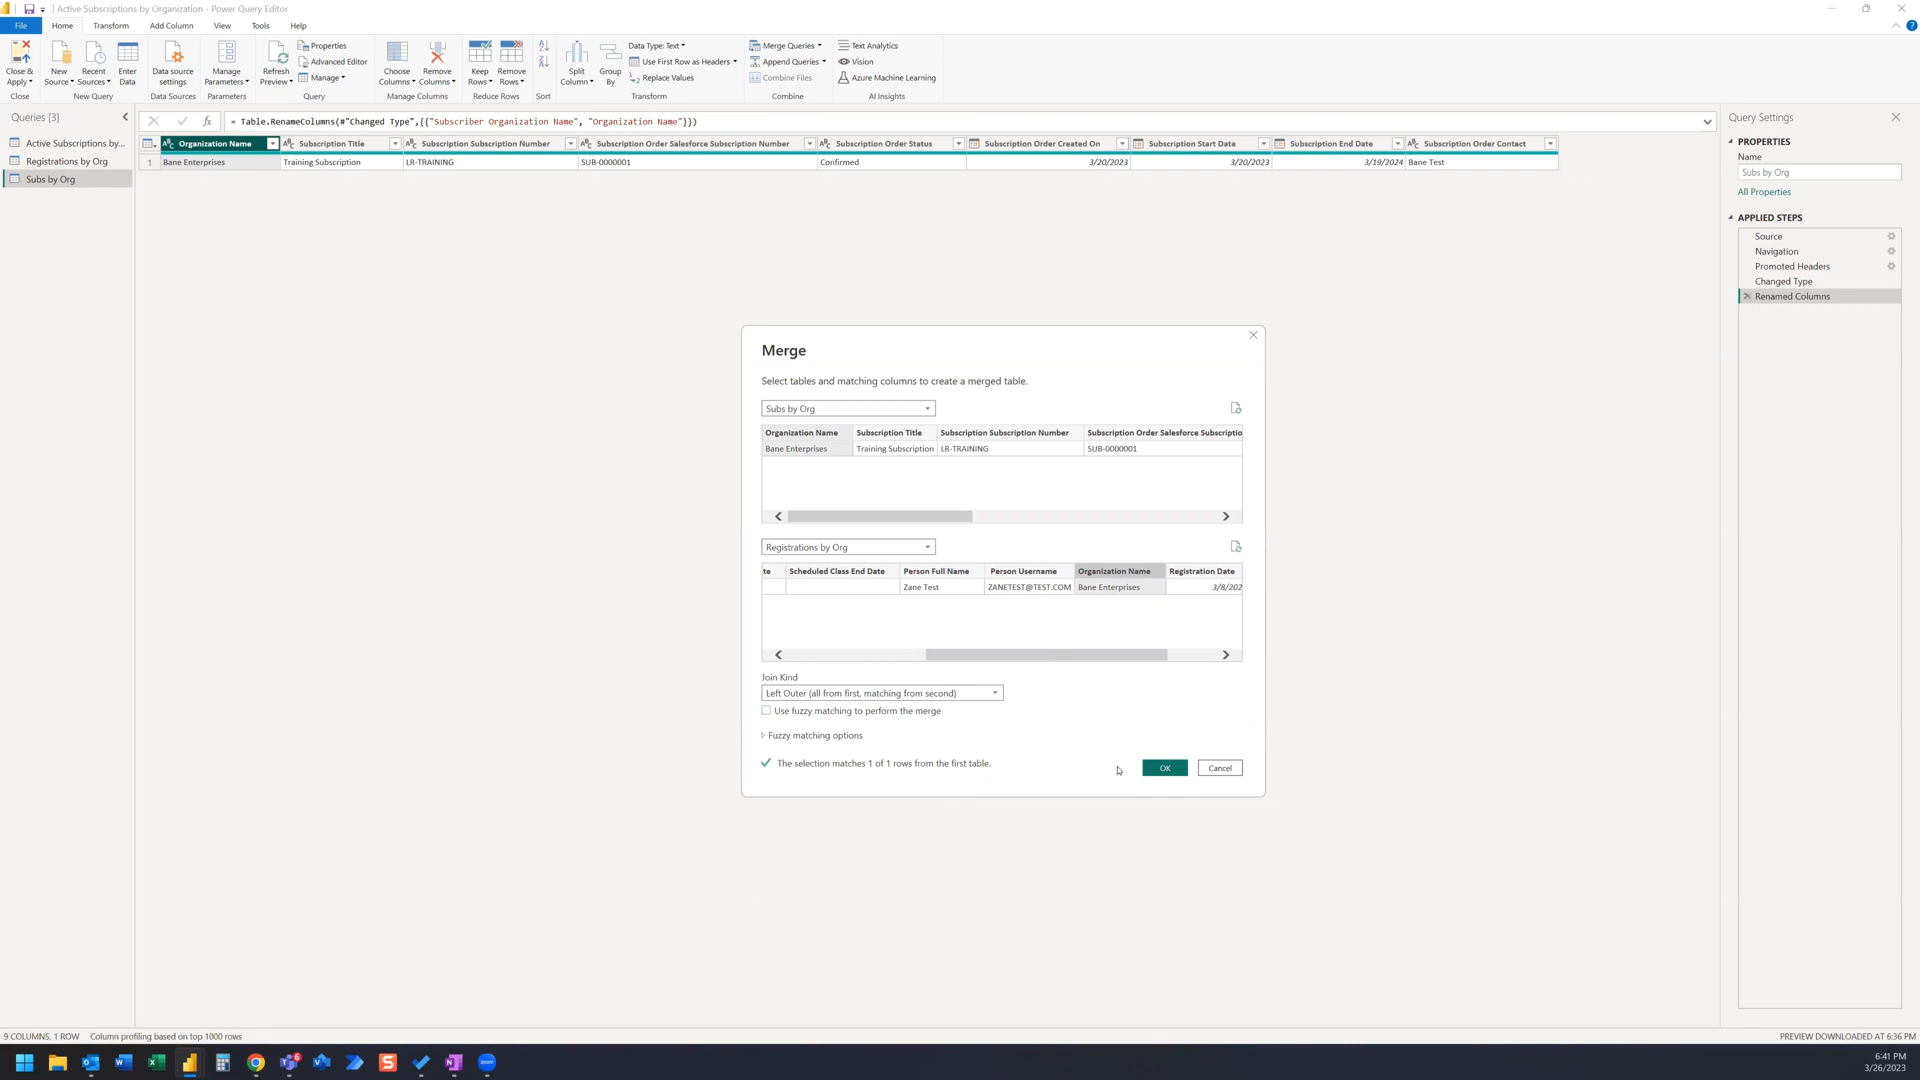 Active Subscriptions by Organization - Power Query Editor
File Home Transform Add Column View Tools Help
Close & Apply
New Source
Recent Sources
Enter Data
Data source settings
Manage Parameters
Refresh Preview
Properties
Advanced Editor
Manage
Choose Columns
Remove Columns
Keep Rows
Remove Rows
Split Column
Group By
Data Type: Text
Use First Row as Headers
Replace Values
Merge Queries
Append Queries
Combine Files
Text Analytics
Vision
Azure Machine Learning
Close New Query Data Sources Parameters Query Manage Columns Reduce Rows Sort Transform Combine AI Insights
Queries [3]
Active Subscriptions by...
Registrations by Org
Subs by Org
= Table.RenameColumns(#"Changed Type",{{"Subscriber Organization Name", "Organization Name"}})
Organization Name Subscription Title Subscription Subscription Number Subscription Order Salesforce Subscription Number Subscription Order Status Subscription Order Created On Subscription Start Date Subscription End Date Subscription Order Contact
1 Bane Enterprises Training Subscription LR-TRAINING SUB-0000001 Confirmed 3/20/2023 3/20/2023 3/19/2024 Bane Test
Query Settings
PROPERTIES
Name
Subs by Org
All Properties
APPLIED STEPS
Source
Navigation
Promoted Headers
Changed Type
Renamed Columns
Merge
Select tables and matching columns to create a merged table.
Subs by Org
Organization Name Subscription Title Subscription Subscription Number Subscription Order Salesforce Subscriptio
Bane Enterprises Training Subscription LR-TRAINING SUB-0000001
Registrations by Org
te Scheduled Class End Date Person Full Name Person Username Organization Name Registration Date
Zane Test ZANETEST@TEST.COM Bane Enterprises 3/8/202
Join Kind
Left Outer (all from first, matching from second)
Use fuzzy matching to perform the merge
Fuzzy matching options
The selection matches 1 of 1 rows from the first table.
OK Cancel
9 COLUMNS, 1 ROW Column profiling based on top 1000 rows
PREVIEW DOWNLOADED AT 6:36 PM
6:41 PM
3/26/2023